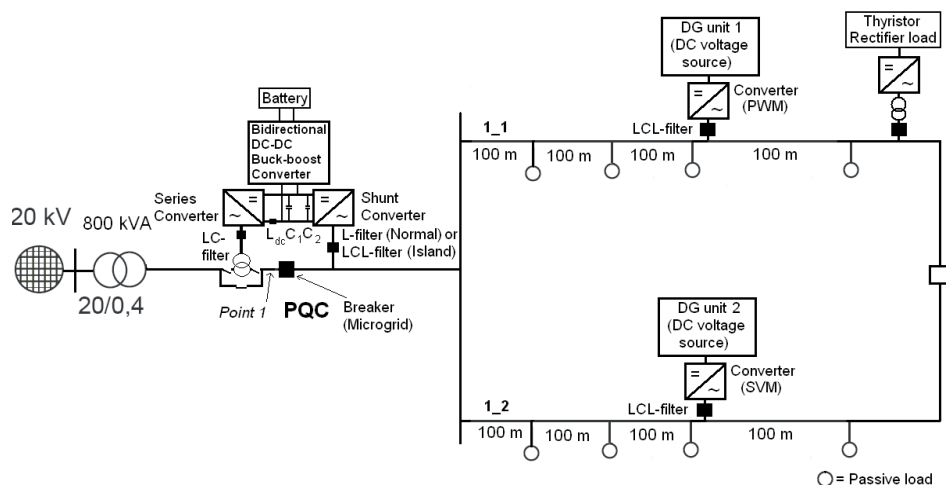 DG unit 1
(DC voltage
source)
Thyristor
Rectifier load
=
~
=
~
Converter
(PWM)
LCL-filter
1_1
100 m
100 m
100 m
100 m
Battery
Bidirectional
DC-DC
Buck-boost
Converter
Series
Converter
=
~
=
~
Shunt
Converter
LdcC1C2
LC-
filter
L-filter (Normal) or
LCL-filter (Island)
20 kV
800 kVA
20/0,4
Point 1
PQC
Breaker
(Microgrid)
DG unit 2
(DC voltage
source)
=
~
Converter
(SVM)
LCL-filter
1_2
100 m
100 m
100 m
100 m
= Passive load